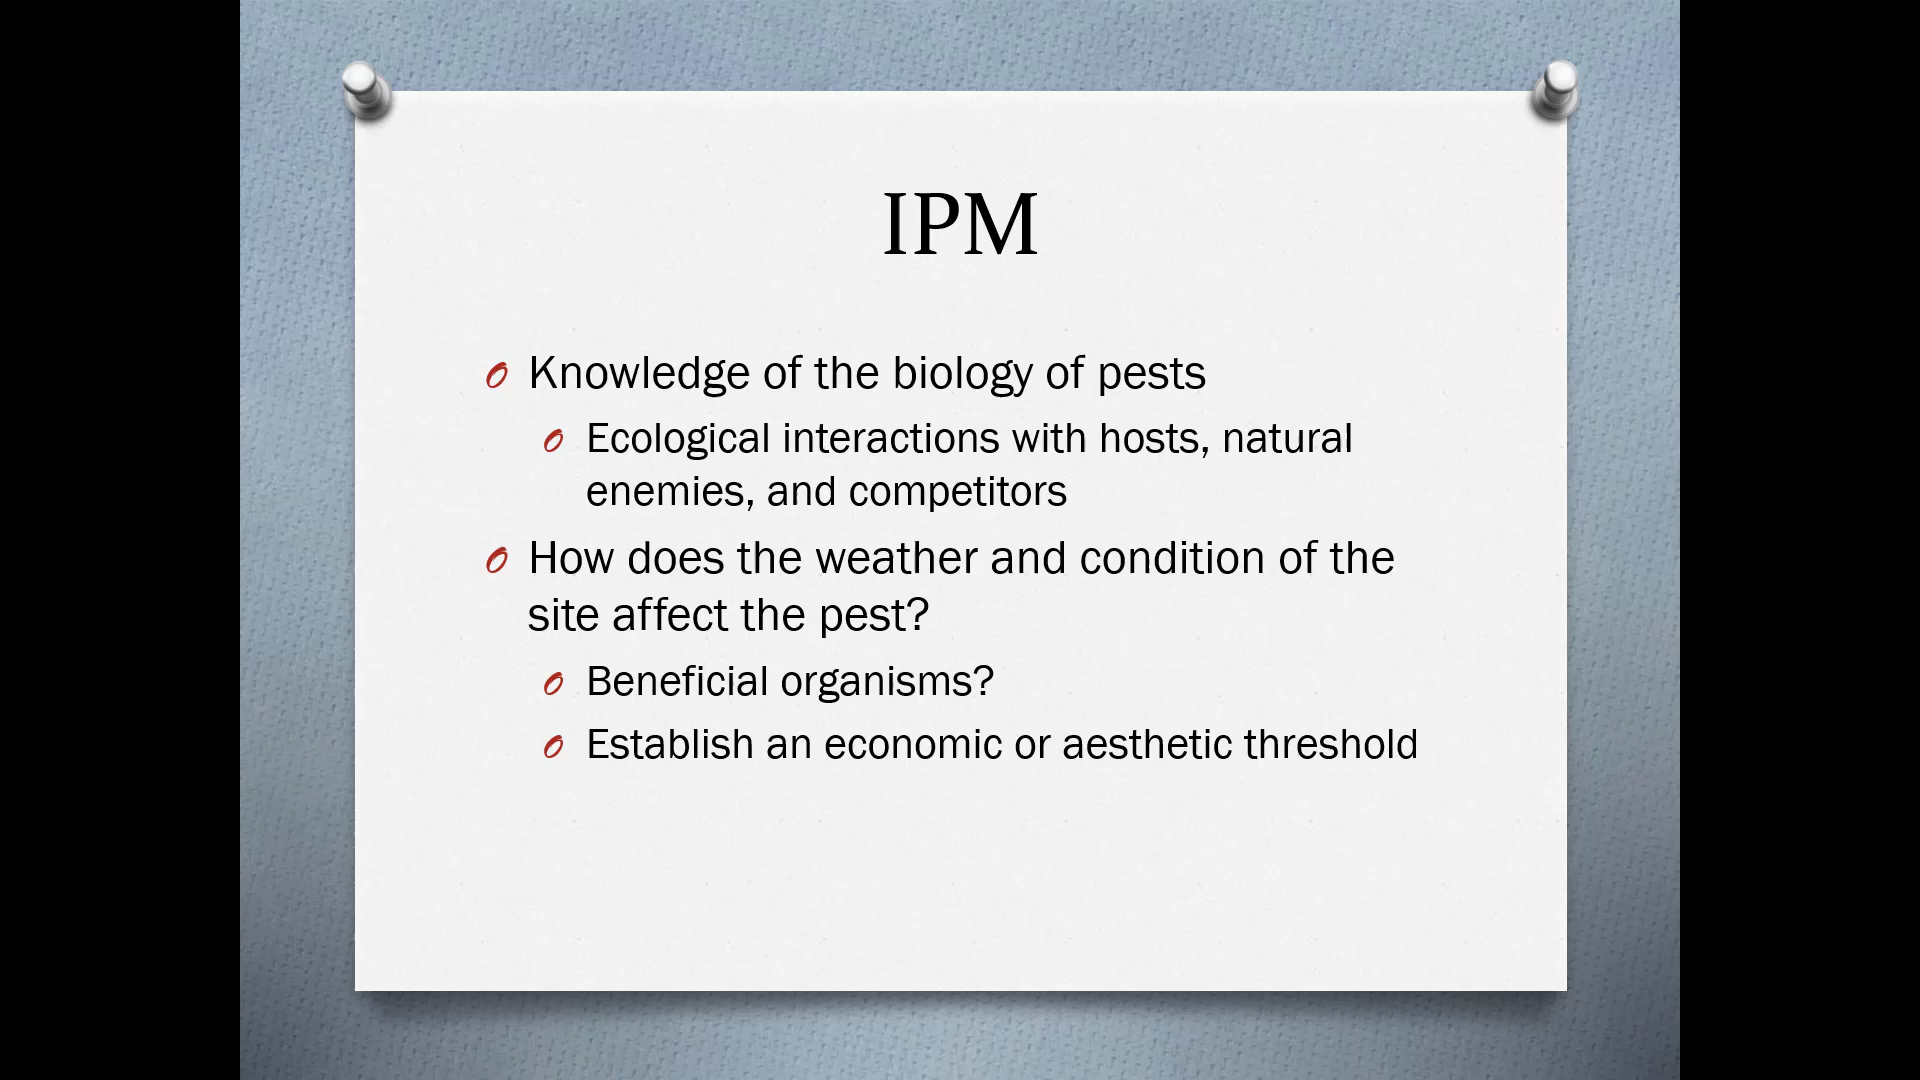 IPM
Knowledge of the biology of pests
Ecological interactions with hosts, natural
enemies, and competitors
How does the weather and condition of the
site affect the pest?
Beneficial organisms?
Establish an economic or aesthetic threshold